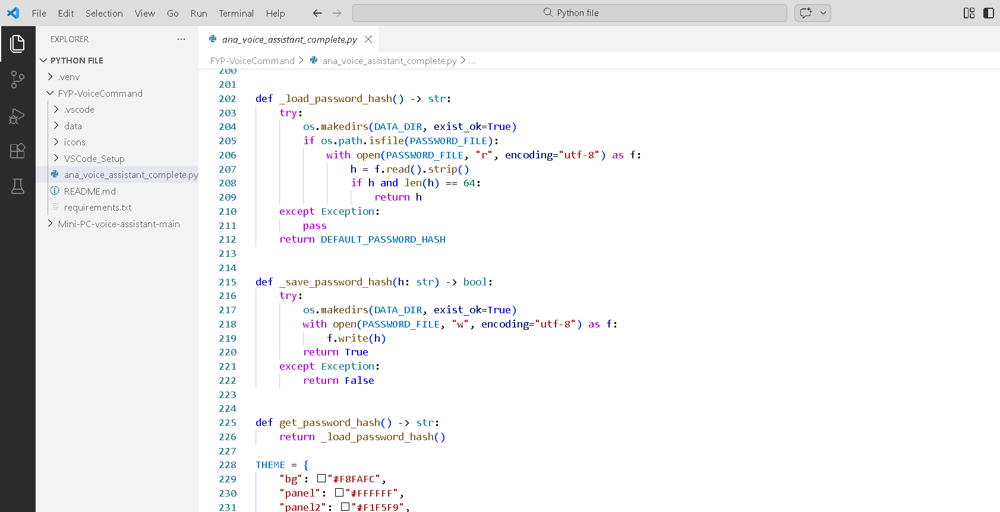 File Edit Selection View Go Run Terminal Help
Python file
EXPLORER
PYTHON FILE
.venv
FYP-VoiceCommand
.vscode
data
icons
VSCode_Setup
ana_voice_assistant_complete.py
README.md
requirements.txt
Mini-PC-voice-assistant-main
ana_voice_assistant_complete.py
FYP-VoiceCommand > ana_voice_assistant_complete.py > ...
200
201
202 def _load_password_hash() -> str:
203     try:
204         os.makedirs(DATA_DIR, exist_ok=True)
205         if os.path.isfile(PASSWORD_FILE):
206             with open(PASSWORD_FILE, "r", encoding="utf-8") as f:
207                 h = f.read().strip()
208                 if h and len(h) == 64:
209                     return h
210     except Exception:
211         pass
212     return DEFAULT_PASSWORD_HASH
213
214
215 def _save_password_hash(h: str) -> bool:
216     try:
217         os.makedirs(DATA_DIR, exist_ok=True)
218         with open(PASSWORD_FILE, "w", encoding="utf-8") as f:
219             f.write(h)
220         return True
221     except Exception:
222         return False
223
224
225 def get_password_hash() -> str:
226     return _load_password_hash()
227
228 THEME = {
229     "bg": "#F8FAFC",
230     "panel": "#FFFFFF",
231     "panel2": "#F1F5F9",